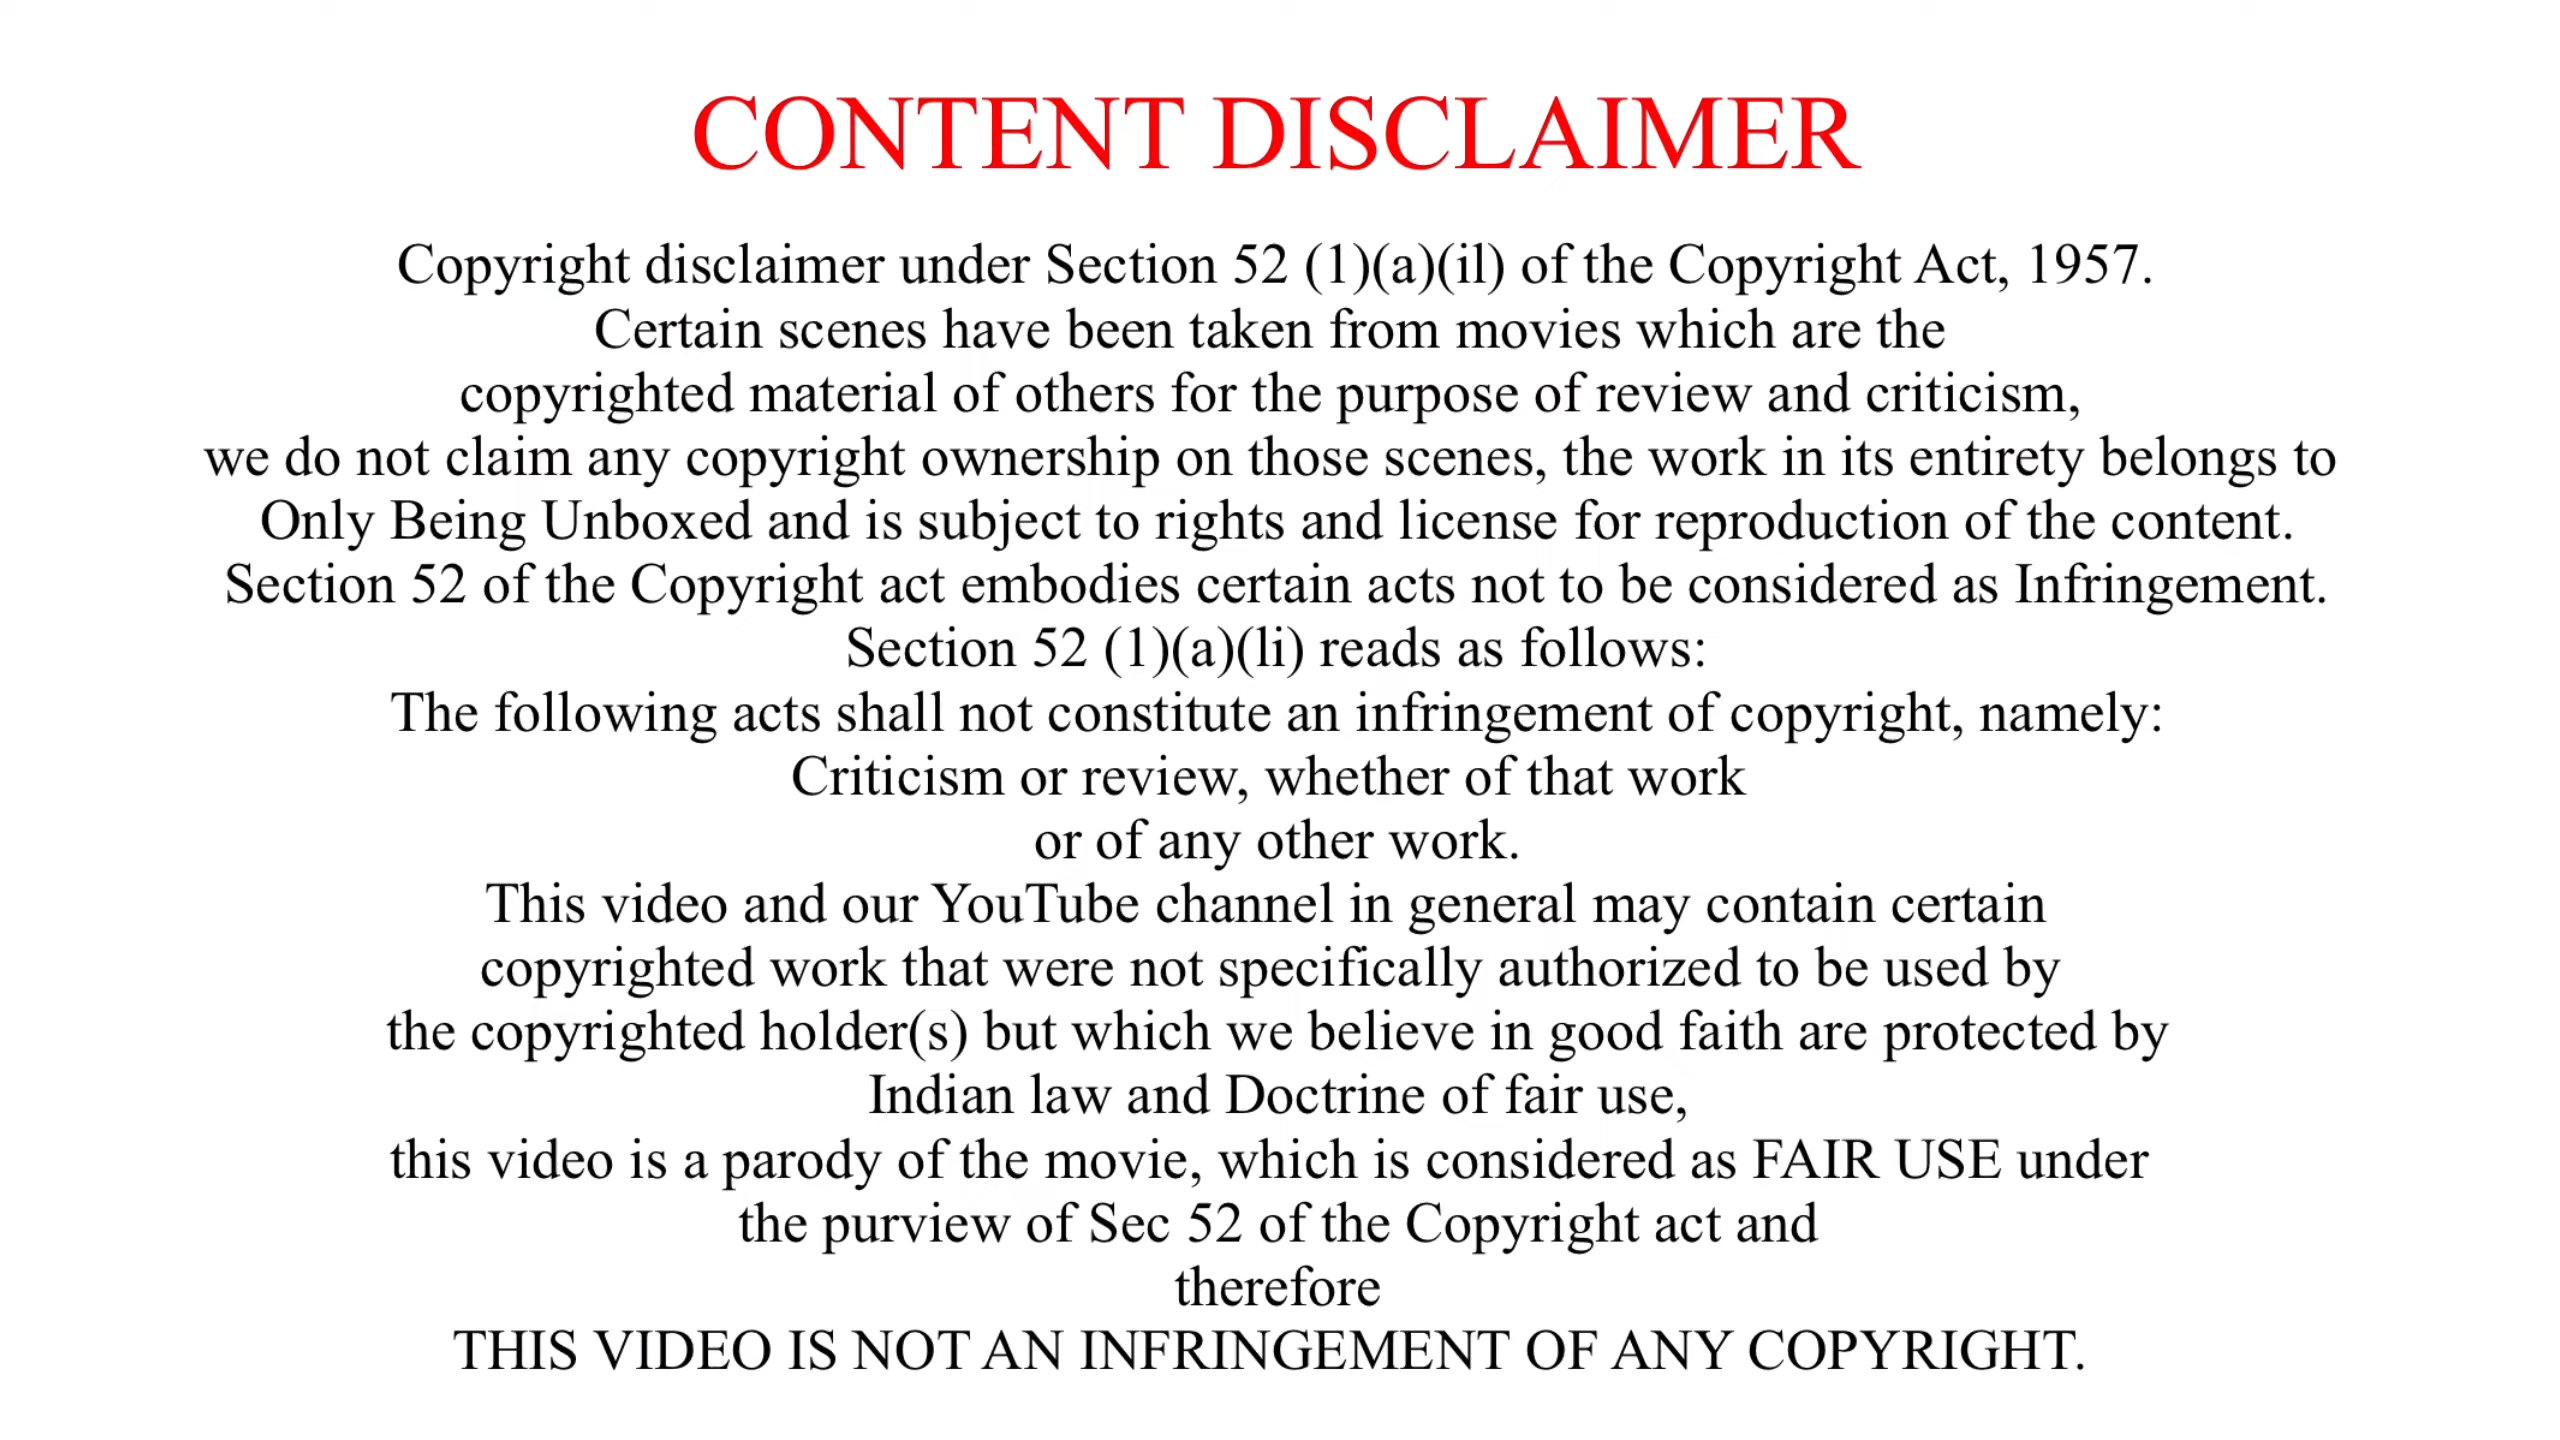 CONTENT DISCLAIMER
Copyright disclaimer under Section 52 (1)(a)(il) of the Copyright Act, 1957.
Certain scenes have been taken from movies which are the
copyrighted material of others for the purpose of review and criticism,
we do not claim any copyright ownership on those scenes, the work in its entirety belongs to
Only Being Unboxed and is subject to rights and license for reproduction of the content.
Section 52 of the Copyright act embodies certain acts not to be considered as Infringement.
Section 52 (1)(a)(li) reads as follows:
The following acts shall not constitute an infringement of copyright, namely:
Criticism or review, whether of that work
or of any other work.
This video and our YouTube channel in general may contain certain
copyrighted work that were not specifically authorized to be used by
the copyrighted holder(s) but which we believe in good faith are protected by
Indian law and Doctrine of fair use,
this video is a parody of the movie, which is considered as FAIR USE under
the purview of Sec 52 of the Copyright act and
therefore
THIS VIDEO IS NOT AN INFRINGEMENT OF ANY COPYRIGHT.